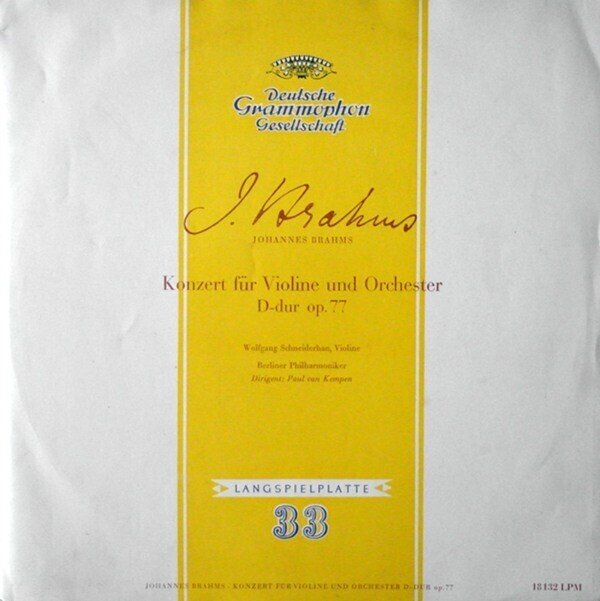 Deutsche
Grammophon
Gesellschaft
J. Brahms
JOHANNES BRAHMS
Konzert für Violine und Orchester
D-dur op. 77
Wolfgang Schneiderhan, Violine
Berliner Philharmoniker
Dirigent: Paul van Kempen
LANGSPIELPLATTE
33
JOHANNES BRAHMS · KONZERT FÜR VIOLINE UND ORCHESTER D-DUR op. 77
18132 LPM